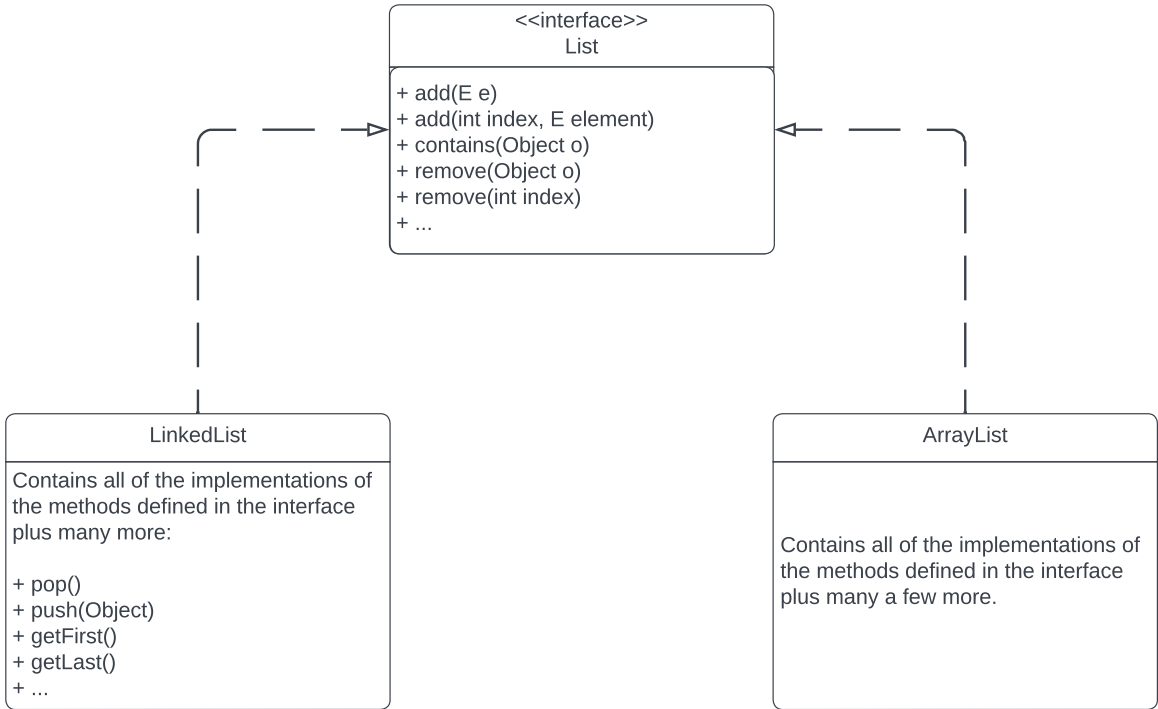 <<interface>>
List
+ add(E e)
+ add(int index, E element)
+ contains(Object o)
+ remove(Object o)
+ remove(int index)
+ ...
LinkedList
Contains all of the implementations of
the methods defined in the interface
plus many more:
+ pop()
+ push(Object)
+ getFirst()
+ getLast()
+ ...
ArrayList
Contains all of the implementations of
the methods defined in the interface
plus many a few more.